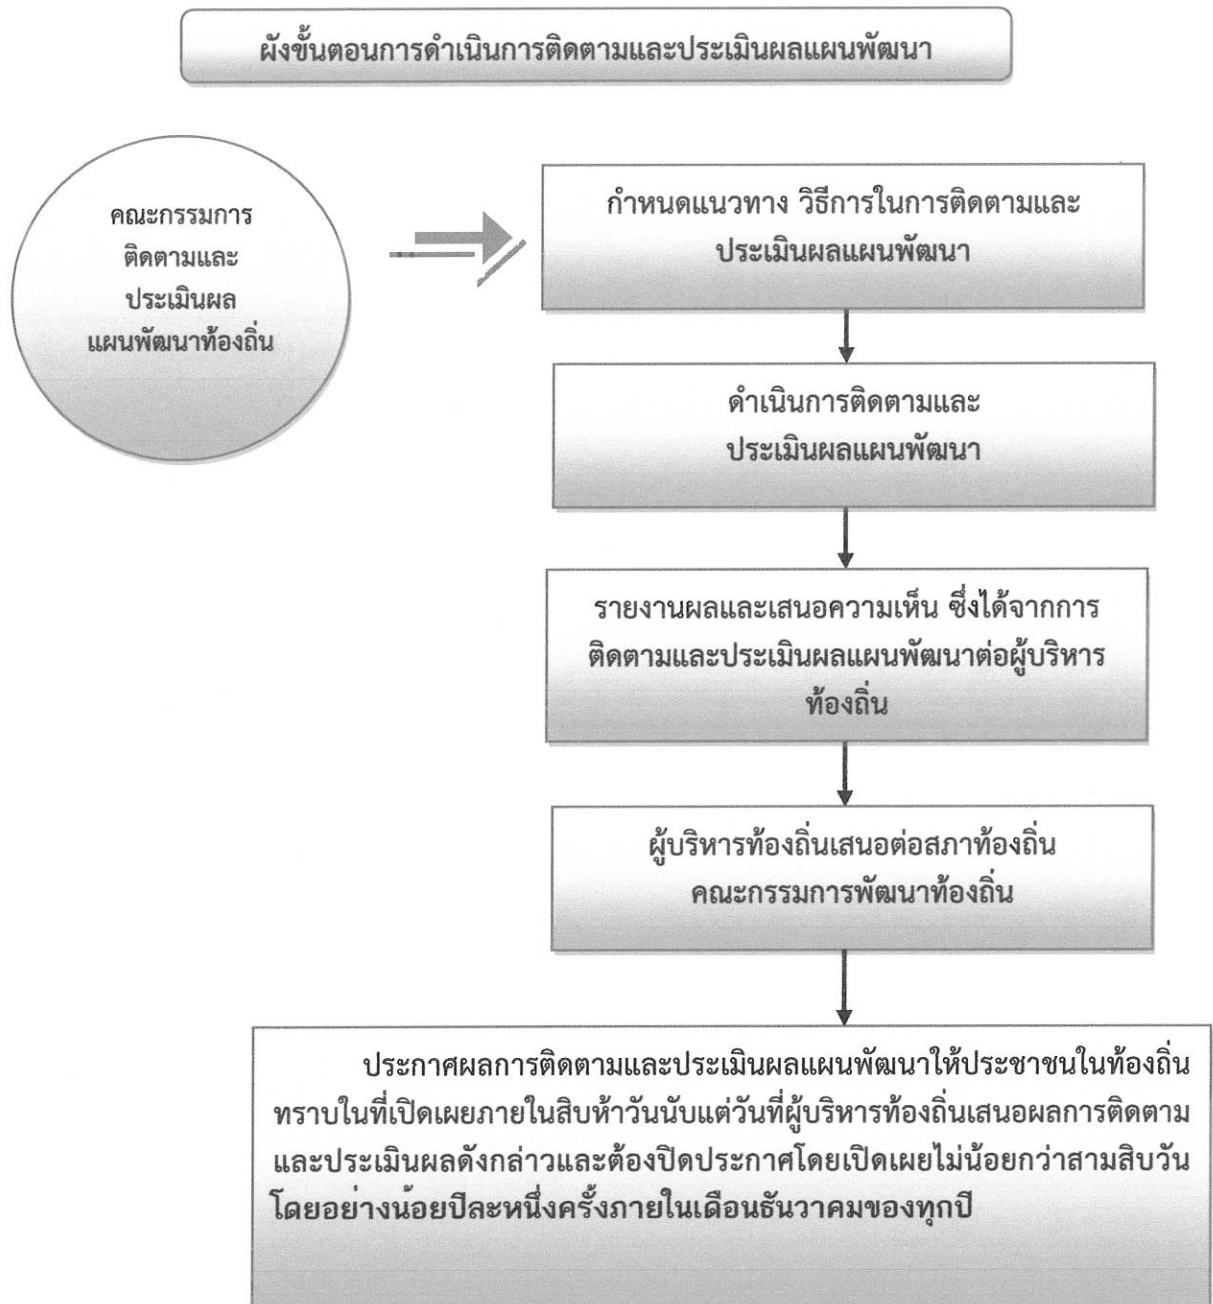 ผังขั้นตอนการดำเนินการติดตามและประเมินผลแผนพัฒนา
คณะกรรมการ
ติดตามและ
ประเมินผล
แผนพัฒนาท้องถิ่น
กำหนดแนวทาง วิธีการในการติดตามและ
ประเมินผลแผนพัฒนา
ดำเนินการติดตามและ
ประเมินผลแผนพัฒนา
รายงานผลและเสนอความเห็น ซึ่งได้จากการ
ติดตามและประเมินผลแผนพัฒนาต่อผู้บริหาร
ท้องถิ่น
ผู้บริหารท้องถิ่นเสนอต่อสภาท้องถิ่น
คณะกรรมการพัฒนาท้องถิ่น
ประกาศผลการติดตามและประเมินผลแผนพัฒนาให้ประชาชนในท้องถิ่น
ทราบในที่เปิดเผยภายในสิบห้าวันนับแต่วันที่ผู้บริหารท้องถิ่นเสนอผลการติดตาม
และประเมินผลดังกล่าวและต้องปิดประกาศโดยเปิดเผยไม่น้อยกว่าสามสิบวัน
โดยอย่างน้อยปีละหนึ่งครั้งภายในเดือนธันวาคมของทุกปี